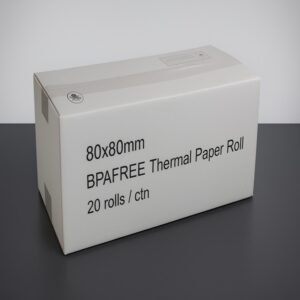 80x80mm
BPAFREE Thermal Paper Roll
20 rolls / ctn